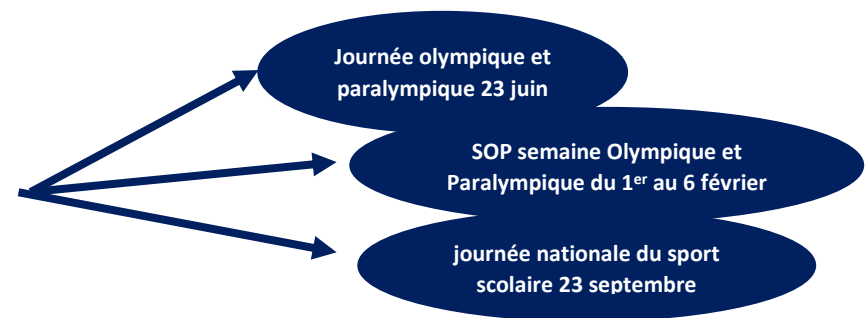 Journée olympique et
paralympique 23 juin
SOP semaine Olympique et
Paralympique du 1er au 6 février
journée nationale du sport
scolaire 23 septembre